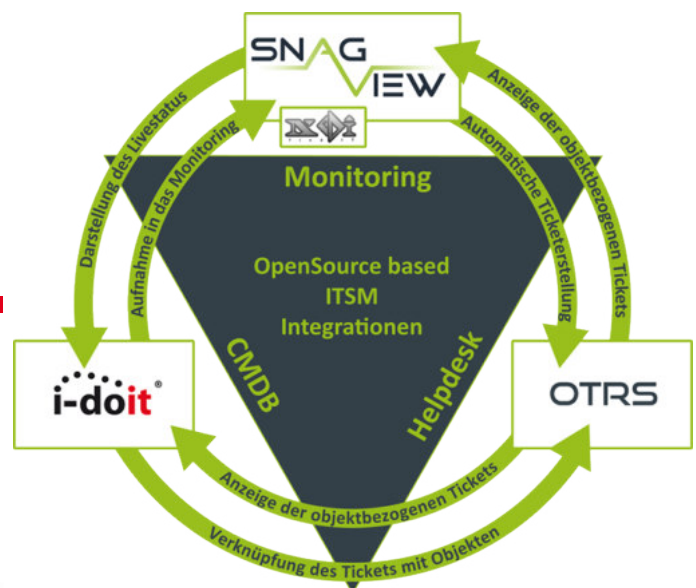 SNAG
VIEW
Monitoring
OpenSource based
ITSM
Integrationen
CMDB
Helpdesk
i-doit®
OTRS
Darstellung des Livestatus
Aufnahme in das Monitoring
Automatische Ticketerstellung
Anzeige der objektbezogenen Tickets
Anzeige der objektbezogenen Tickets
Verknüpfung des Tickets mit Objekten